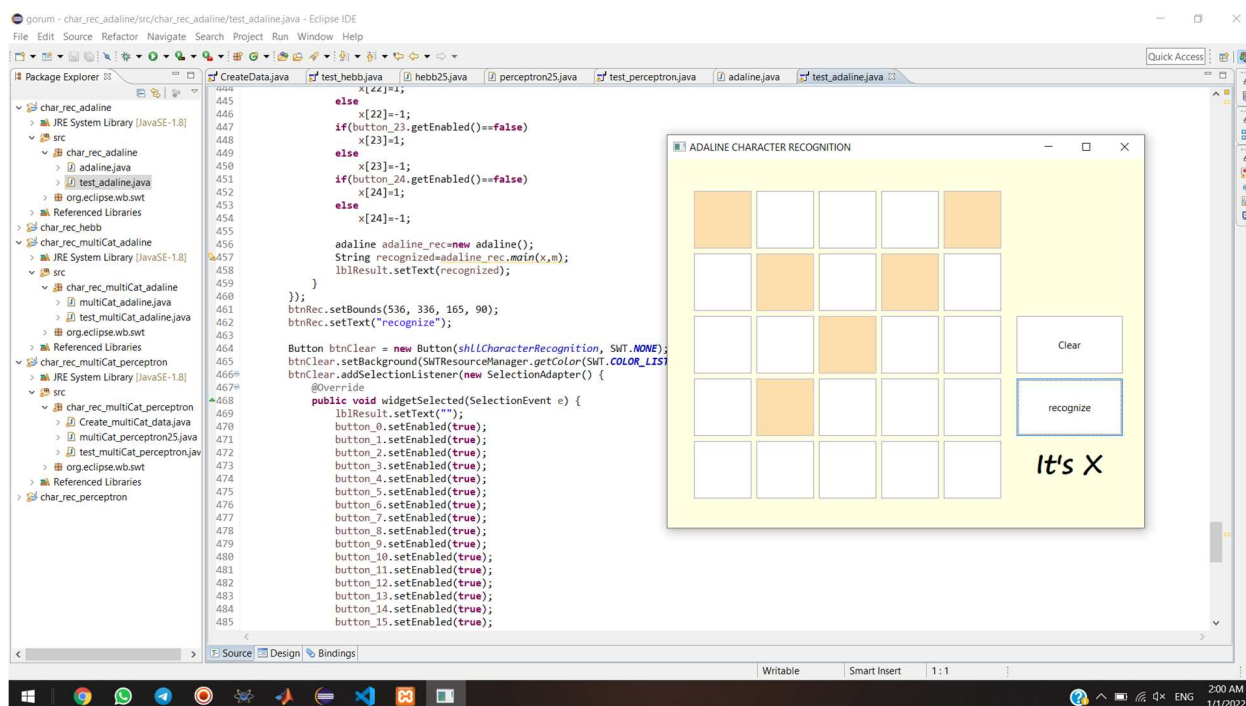 gorum - char_rec_adaline/src/char_rec_adaline/test_adaline.java - Eclipse IDE
File Edit Source Refactor Navigate Search Project Run Window Help
Quick Access
Package Explorer
CreateData.java test_hebb.java hebb25.java perceptron25.java test_perceptron.java adaline.java test_adaline.java
char_rec_adaline
JRE System Library [JavaSE-1.8]
src
char_rec_adaline
adaline.java
test_adaline.java
org.eclipse.wb.swt
Referenced Libraries
char_rec_hebb
char_rec_multiCat_adaline
JRE System Library [JavaSE-1.8]
src
char_rec_multiCat_adaline
multiCat_adaline.java
test_multiCat_adaline.java
org.eclipse.wb.swt
Referenced Libraries
char_rec_multiCat_perceptron
JRE System Library [JavaSE-1.8]
src
char_rec_multiCat_perceptron
Create_multiCat_data.java
multiCat_perceptron25.java
test_multiCat_perceptron.jav
org.eclipse.wb.swt
Referenced Libraries
char_rec_perceptron
444 x[22]=1;
445 else
446 x[22]=-1;
447 if(button_23.getEnabled()==false)
448 x[23]=1;
449 else
450 x[23]=-1;
451 if(button_24.getEnabled()==false)
452 x[24]=1;
453 else
454 x[24]=-1;
455
456 adaline adaline_rec=new adaline();
457 String recognized=adaline_rec.main(x,m);
458 lblResult.setText(recognized);
459 }
460 });
461 btnRec.setBounds(536, 336, 165, 90);
462 btnRec.setText("recognize");
463
464 Button btnClear = new Button(shllCharacterRecognition, SWT.NONE);
465 btnClear.setBackground(SWTResourceManager.getColor(SWT.COLOR_LIST
466 btnClear.addSelectionListener(new SelectionAdapter() {
467 @Override
468 public void widgetSelected(SelectionEvent e) {
469 lblResult.setText("");
470 button_0.setEnabled(true);
471 button_1.setEnabled(true);
472 button_2.setEnabled(true);
473 button_3.setEnabled(true);
474 button_4.setEnabled(true);
475 button_5.setEnabled(true);
476 button_6.setEnabled(true);
477 button_7.setEnabled(true);
478 button_8.setEnabled(true);
479 button_9.setEnabled(true);
480 button_10.setEnabled(true);
481 button_11.setEnabled(true);
482 button_12.setEnabled(true);
483 button_13.setEnabled(true);
484 button_14.setEnabled(true);
485 button_15.setEnabled(true);
ADALINE CHARACTER RECOGNITION
Clear
recognize
It's X
Source Design Bindings
Writable Smart Insert 1 : 1
ENG 2:00 AM
1/1/2022